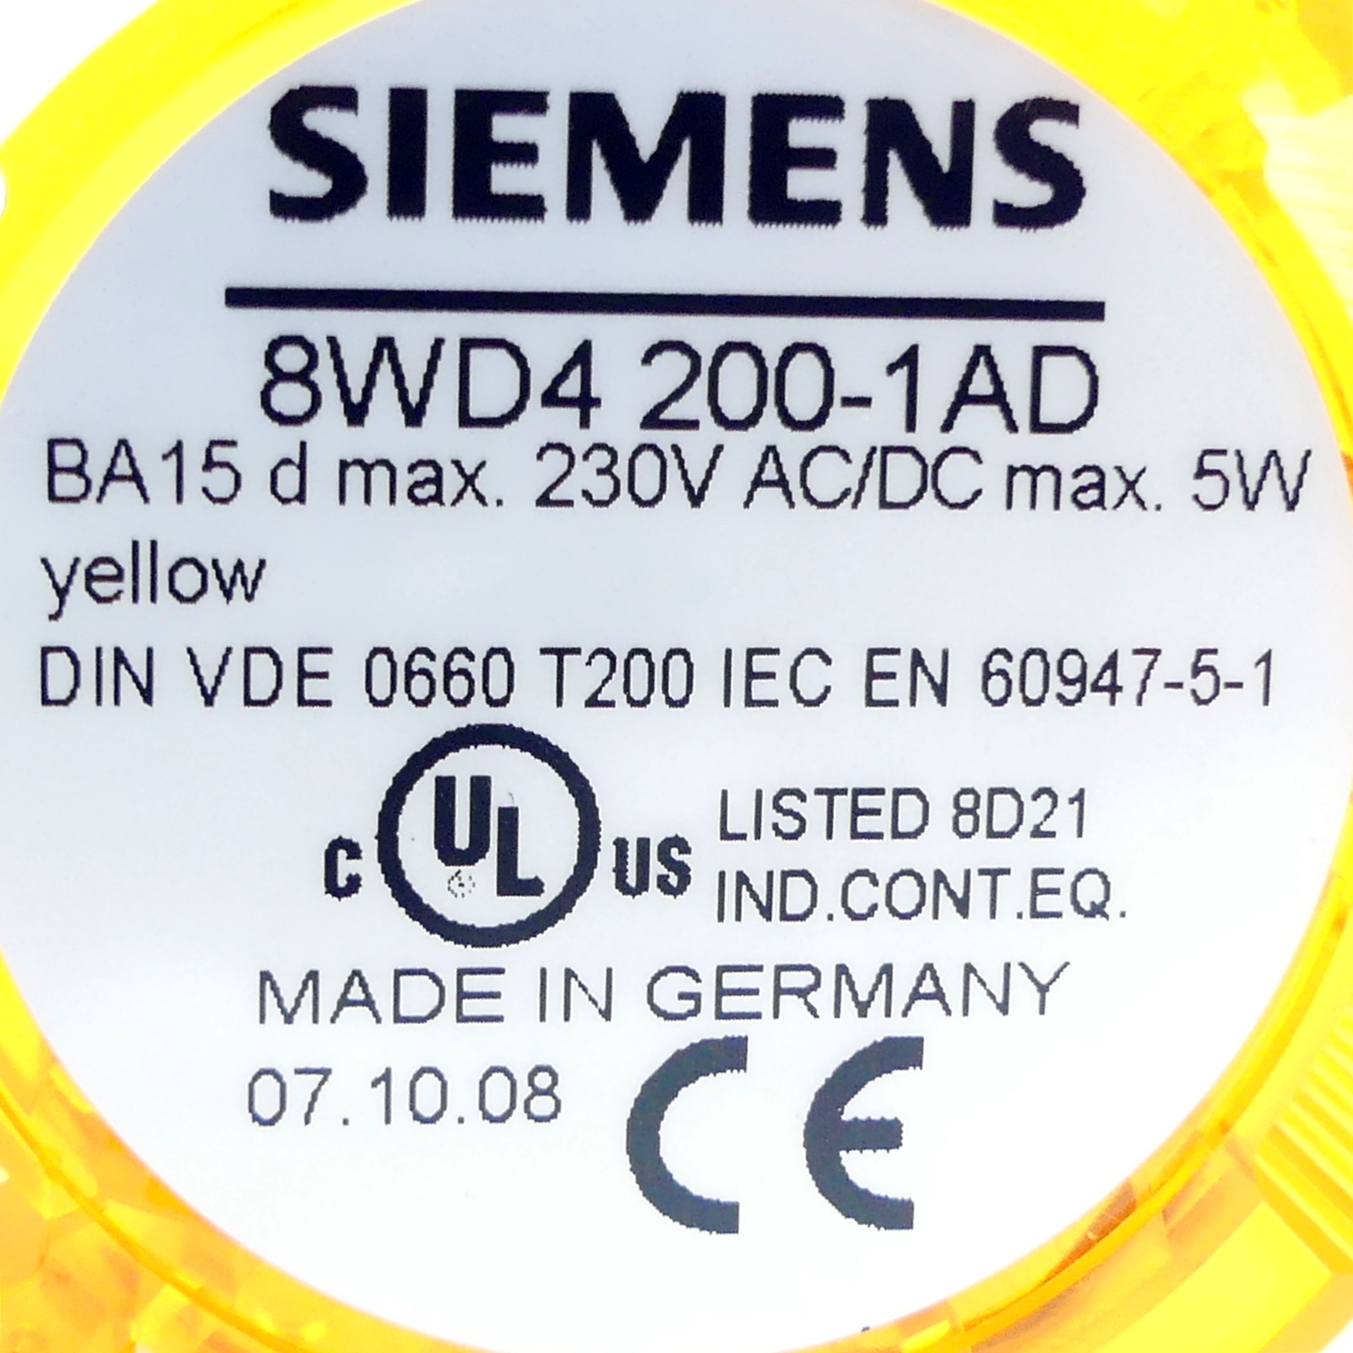 SIEMENS
8WD4 200-1AD
BA15 d max. 230V AC/DC max. 5W
yellow
DIN VDE 0660 T200 IEC EN 60947-5-1
C UL US LISTED 8D21
IND.CONT.EQ.
MADE IN GERMANY
07.10.08 CE